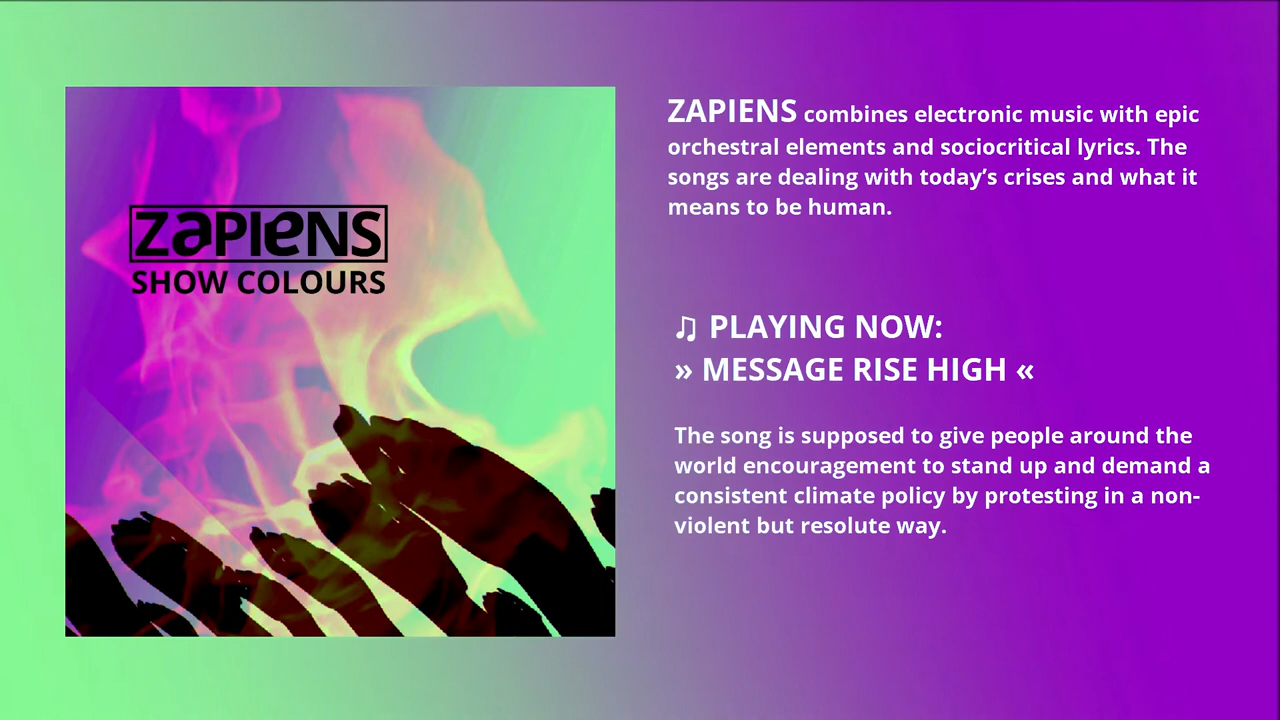 ZAPIENS
SHOW COLOURS
ZAPIENS combines electronic music with epic
orchestral elements and sociocritical lyrics. The
songs are dealing with today’s crises and what it
means to be human.
♫ PLAYING NOW:
» MESSAGE RISE HIGH «
The song is supposed to give people around the
world encouragement to stand up and demand a
consistent climate policy by protesting in a non-
violent but resolute way.